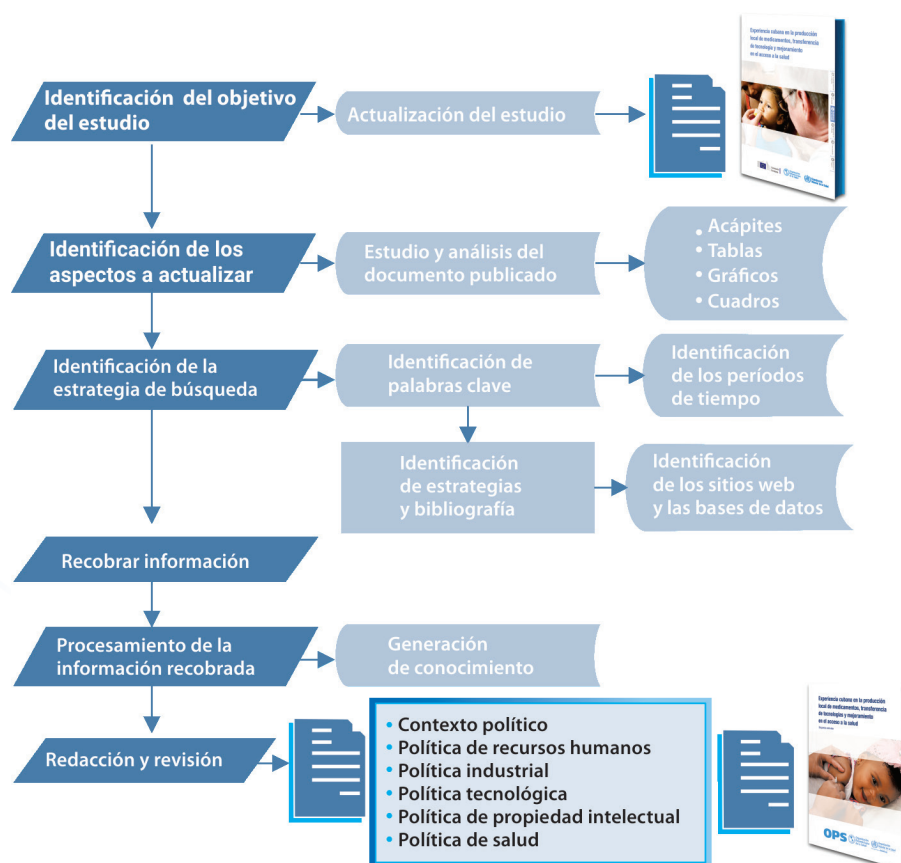 Experiencia cubana en la producción
local de medicamentos, transferencia
de tecnología y mejoramiento
en el acceso a la salud
Identificación del objetivo
del estudio
Actualización del estudio
Identificación de los
aspectos a actualizar
Estudio y análisis del
documento publicado
• Acápites
• Tablas
• Gráficos
• Cuadros
Identificación de la
estrategia de búsqueda
Identificación de
palabras clave
Identificación
de los períodos
de tiempo
Identificación
de estrategias
y bibliografía
Identificación
de los sitios web
y las bases de datos
Recobrar información
Procesamiento de la
información recobrada
Generación
de conocimiento
Redacción y revisión
• Contexto político
• Política de recursos humanos
• Política industrial
• Política tecnológica
• Política de propiedad intelectual
• Política de salud
Experiencia cubana en la producción
local de medicamentos, transferencia
de tecnologías y mejoramiento
en el acceso a la salud
OPS